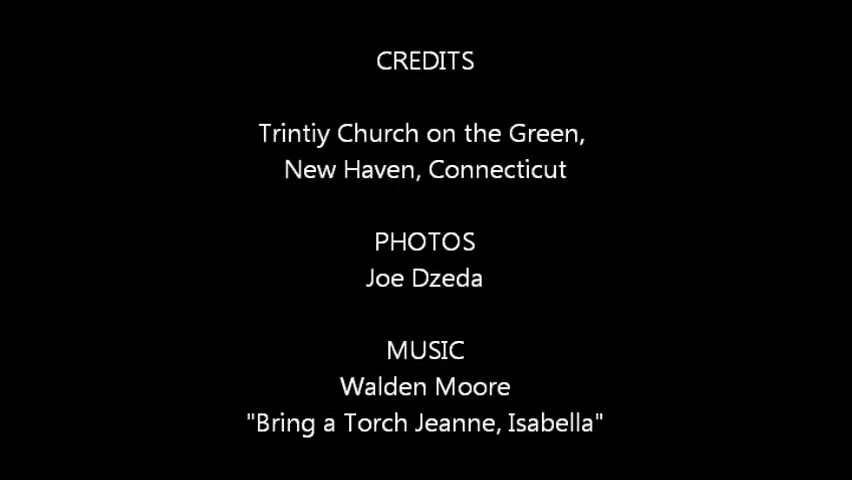 CREDITS
Trintiy Church on the Green,
New Haven, Connecticut
PHOTOS
Joe Dzeda
MUSIC
Walden Moore
"Bring a Torch Jeanne, Isabella"